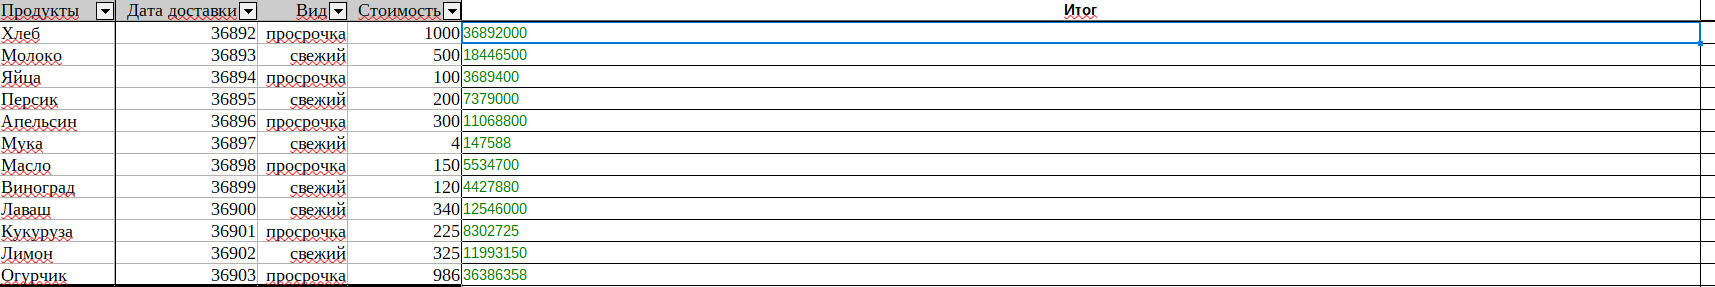 Продукты Дата доставки Вид Стоимость Итог
Хлеб 36892 просрочка 1000 36892000
Молоко 36893 свежий 500 18446500
Яйца 36894 просрочка 100 3689400
Персик 36895 свежий 200 7379000
Апельсин 36896 просрочка 300 11068800
Мука 36897 свежий 4 147588
Масло 36898 просрочка 150 5534700
Виноград 36899 свежий 120 4427880
Лаваш 36900 свежий 340 12546000
Кукуруза 36901 просрочка 225 8302725
Лимон 36902 свежий 325 11993150
Огурчик 36903 просрочка 986 36386358